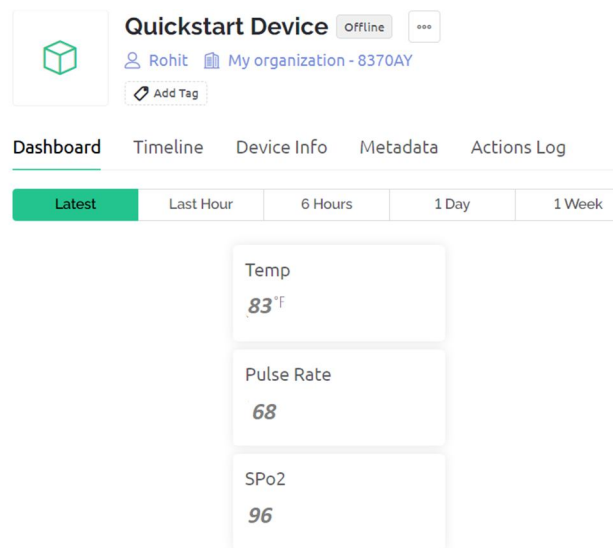 Quickstart Device Offline
Rohit My organization - 8370AY
Add Tag
Dashboard Timeline Device Info Metadata Actions Log
Latest Last Hour 6 Hours 1 Day 1 Week
Temp
83°F
Pulse Rate
68
SPo2
96